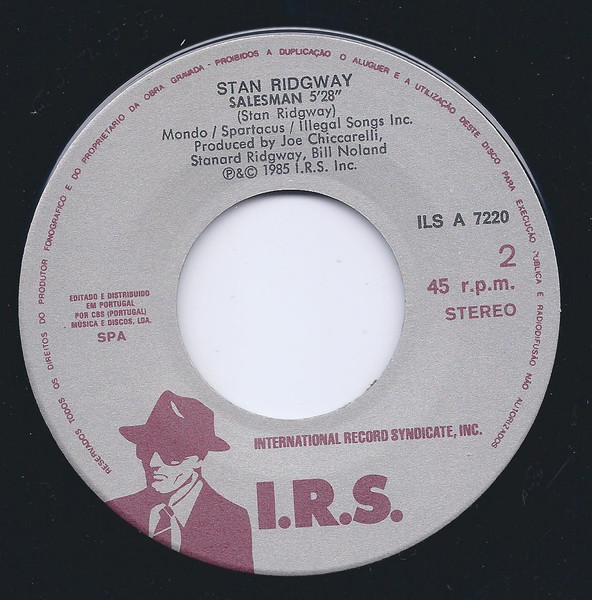 RESERVADOS TODOS OS DIREITOS DO PRODUTOR FONOGRAFICO E DO PROPRIETARIO DA OBRA GRAVADA - PROIBIDOS A DUPLICAÇÃO O ALUGUER E A UTILIZAÇÃO DESTE DISCO PARA EXECUÇÃO PUBLICA E RADIODIFUSÃO NÃO AUTORIZADOS
STAN RIDGWAY
SALESMAN 5'28"
(Stan Ridgway)
Mondo / Spartacus / Illegal Songs Inc.
Produced by Joe Chiccarelli,
Stanard Ridgway, Bill Noland
℗&© 1985 I.R.S. Inc.
ILS A 7220
2
45 r.p.m.
STEREO
EDITADO E DISTRIBUIDO
EM PORTUGAL
POR CBS (PORTUGAL)
MÚSICA E DISCOS, LDA.
SPA
INTERNATIONAL RECORD SYNDICATE, INC.
I.R.S.